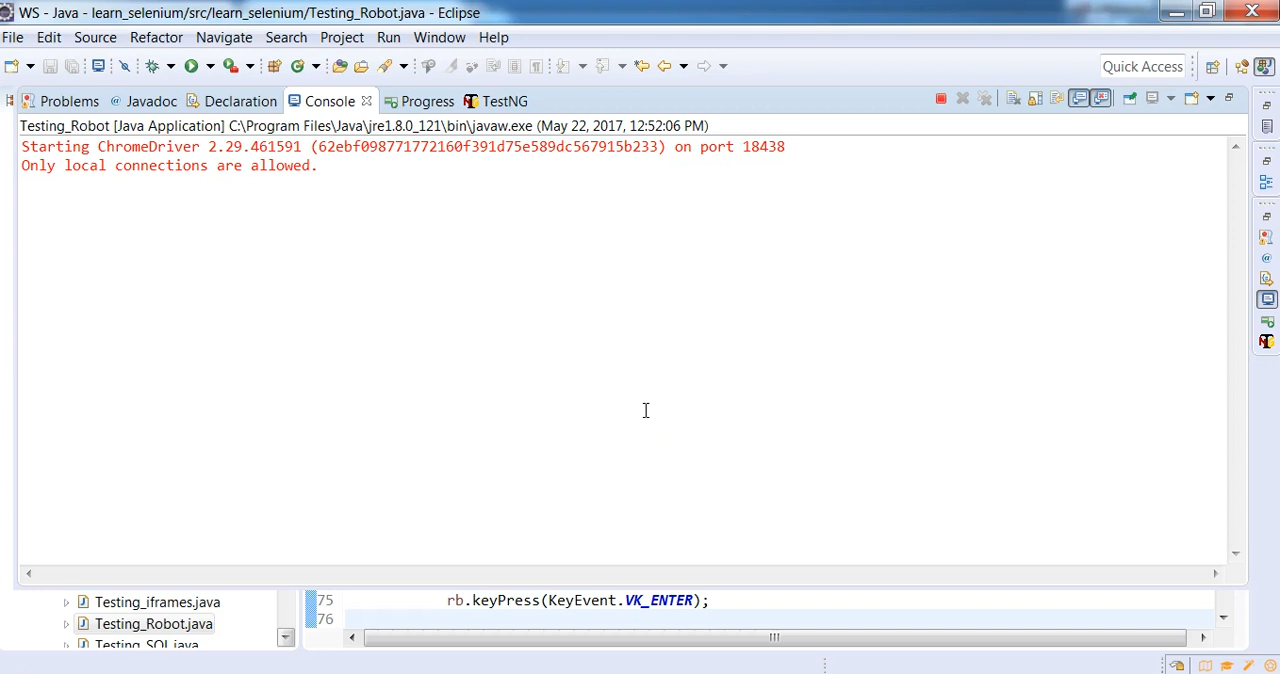 WS - Java - learn_selenium/src/learn_selenium/Testing_Robot.java - Eclipse
File Edit Source Refactor Navigate Search Project Run Window Help
Quick Access
Problems @ Javadoc Declaration Console Progress TestNG
Testing_Robot [Java Application] C:\Program Files\Java\jre1.8.0_121\bin\javaw.exe (May 22, 2017, 12:52:06 PM)
Starting ChromeDriver 2.29.461591 (62ebf098771772160f391d75e589dc567915b233) on port 18438
Only local connections are allowed.
Testing_iframes.java
75 rb.keyPress(KeyEvent.VK_ENTER);
Testing_Robot.java
76
Testing_SQL.java